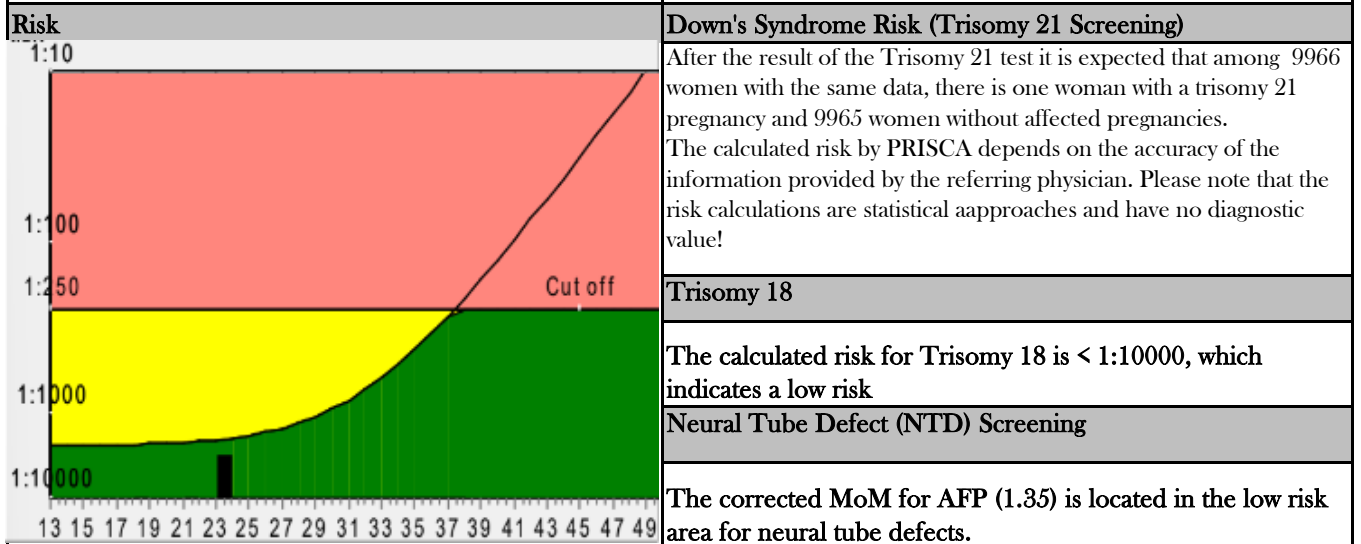 Risk
1:10
1:100
1:250
Cut off
1:1000
1:10000
13 15 17 19 21 23 25 27 29 31 33 35 37 39 41 43 45 47 49
Down's Syndrome Risk (Trisomy 21 Screening)
After the result of the Trisomy 21 test it is expected that among 9966
women with the same data, there is one woman with a trisomy 21
pregnancy and 9965 women without affected pregnancies.
The calculated risk by PRISCA depends on the accuracy of the
information provided by the referring physician. Please note that the
risk calculations are statistical aapproaches and have no diagnostic
value!
Trisomy 18
The calculated risk for Trisomy 18 is < 1:10000, which
indicates a low risk
Neural Tube Defect (NTD) Screening
The corrected MoM for AFP (1.35) is located in the low risk
area for neural tube defects.